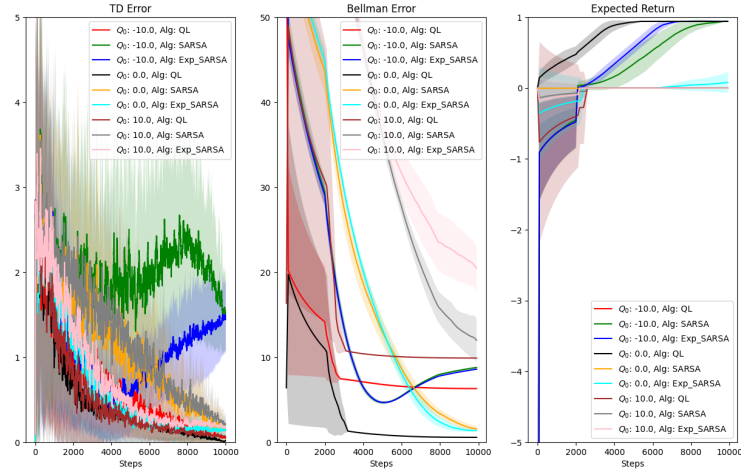 TD Error
5
4
3
2
1
0
0
2000
4000
6000
8000
10000
Steps
Q₀: -10.0, Alg: QL
Q₀: -10.0, Alg: SARSA
Q₀: -10.0, Alg: Exp_SARSA
Q₀: 0.0, Alg: QL
Q₀: 0.0, Alg: SARSA
Q₀: 0.0, Alg: Exp_SARSA
Q₀: 10.0, Alg: QL
Q₀: 10.0, Alg: SARSA
Q₀: 10.0, Alg: Exp_SARSA
Bellman Error
50
40
30
20
10
0
0
2000
4000
6000
8000
10000
Steps
Q₀: -10.0, Alg: QL
Q₀: -10.0, Alg: SARSA
Q₀: -10.0, Alg: Exp_SARSA
Q₀: 0.0, Alg: QL
Q₀: 0.0, Alg: SARSA
Q₀: 0.0, Alg: Exp_SARSA
Q₀: 10.0, Alg: QL
Q₀: 10.0, Alg: SARSA
Q₀: 10.0, Alg: Exp_SARSA
Expected Return
1
0
-1
-2
-3
-4
-5
0
2000
4000
6000
8000
10000
Steps
Q₀: -10.0, Alg: QL
Q₀: -10.0, Alg: SARSA
Q₀: -10.0, Alg: Exp_SARSA
Q₀: 0.0, Alg: QL
Q₀: 0.0, Alg: SARSA
Q₀: 0.0, Alg: Exp_SARSA
Q₀: 10.0, Alg: QL
Q₀: 10.0, Alg: SARSA
Q₀: 10.0, Alg: Exp_SARSA